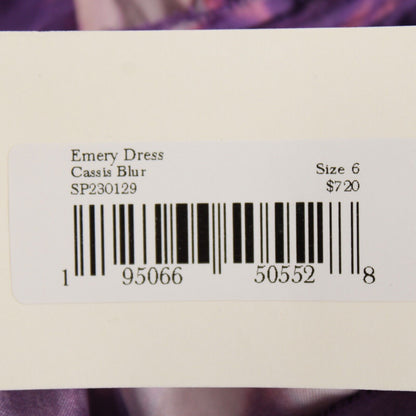 Emery Dress
Cassis Blur
Size 6
SP230129
$720
1 95066 50552 8